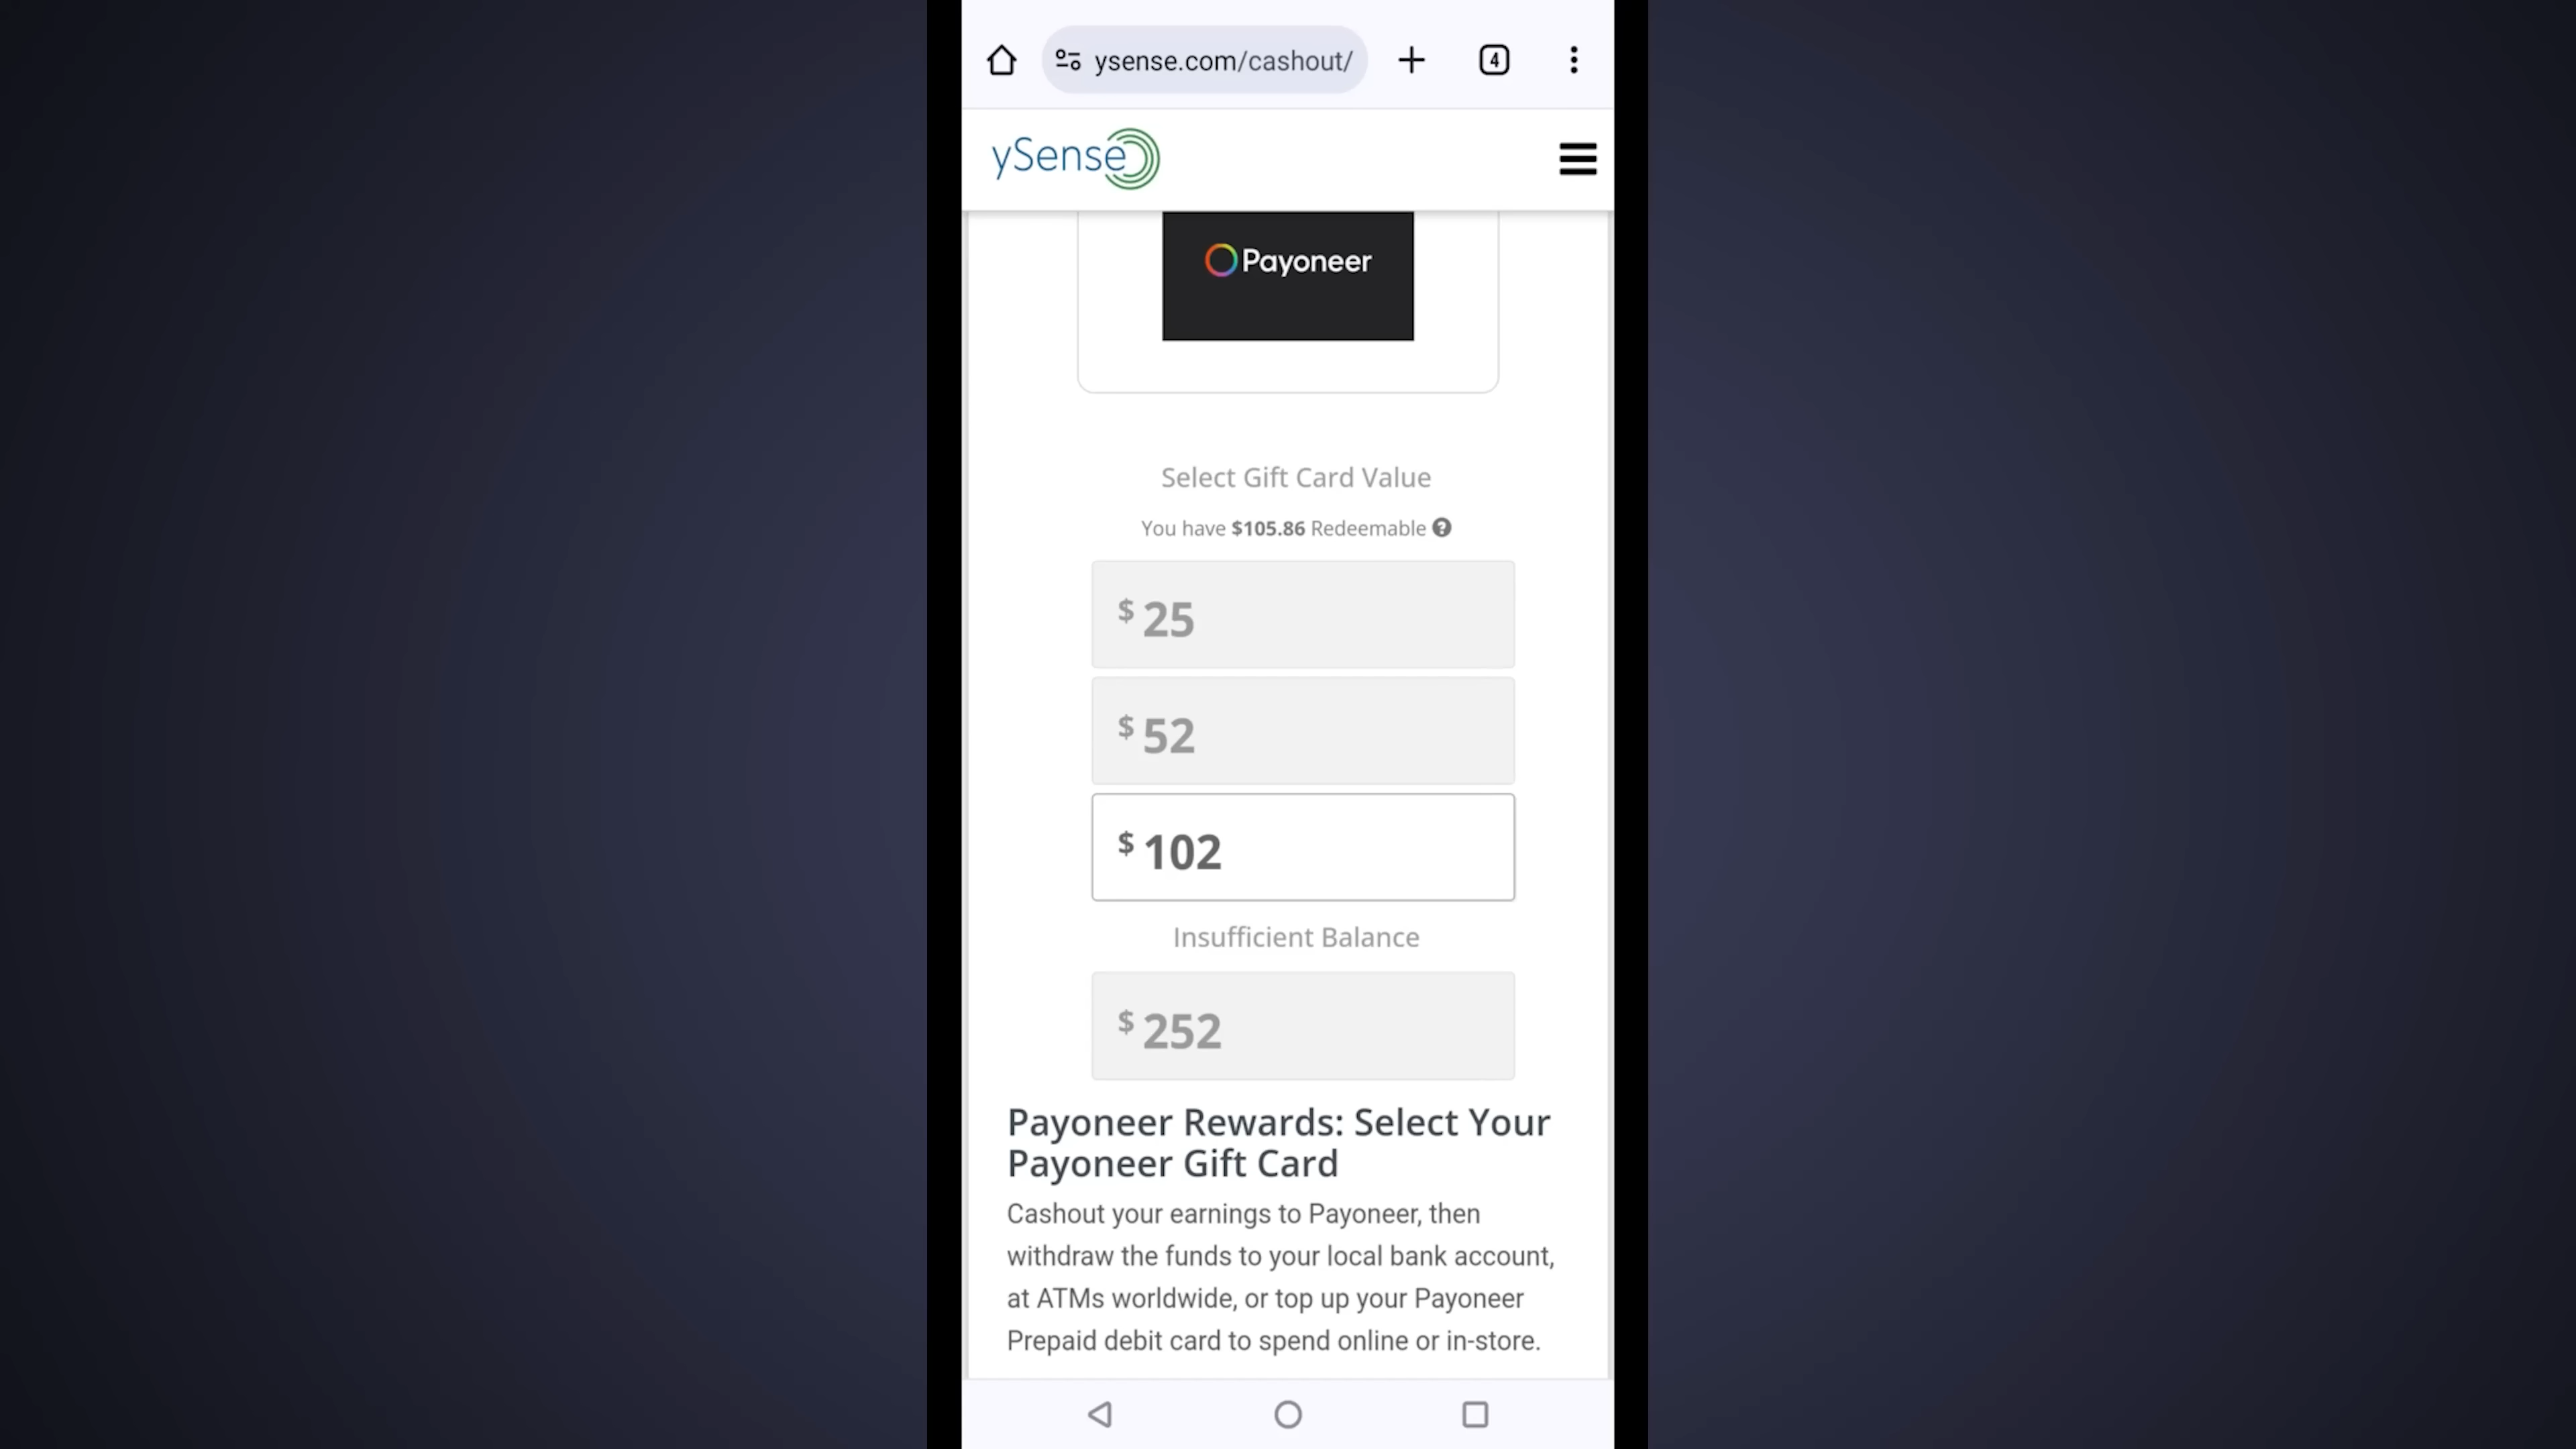 ysense.com/cashout/
4
ySense
Payoneer
Select Gift Card Value
You have $105.86 Redeemable ?
$ 25
$ 52
$ 102
Insufficient Balance
$ 252
Payoneer Rewards: Select Your
Payoneer Gift Card
Cashout your earnings to Payoneer, then
withdraw the funds to your local bank account,
at ATMs worldwide, or top up your Payoneer
Prepaid debit card to spend online or in-store.